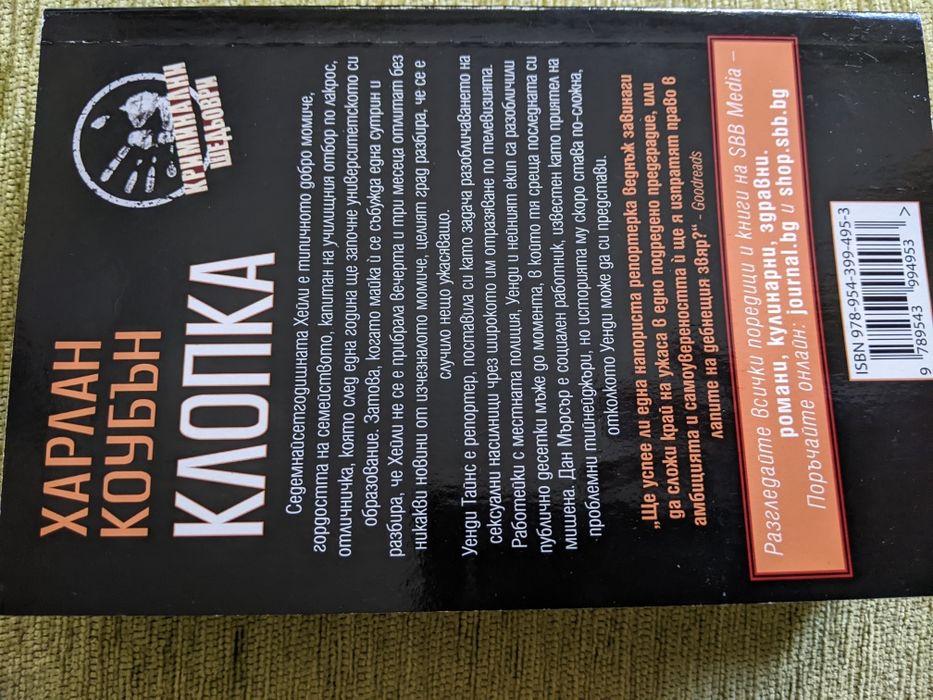 ХАРЛАН
КОУБЪН
КЛОПКА
КРИМИНАЛНИ
ШЕДЬОВРИ
Седемнайсетгодишната Хейли е типичното добро момиче,
гордостта на семейството, капитан на училищния отбор по лакрос,
отличничка, която след една година ще започне университетското си
образование. Затова, когато майка ѝ се събужда една сутрин и
разбира, че Хейли не се е прибрала вечерта и три месеца отлитат без
никакви новини от изчезналото момиче, целият град разбира, че се е
случило нещо ужасяващо.
Уенди Тайнс е репортер, поставила си като задача разобличаването на
сексуални насилници чрез широкото им отразяване по телевизията.
Работейки с местната полиция, Уенди и нейният екип са разобличили
публично десетки мъже до момента, в който тя среща последната си
мишена. Дан Мърсър е социален работник, известен като приятел на
проблемни тийнейджъри, но историята му скоро става по-сложна,
отколкото Уенди може да си представи.
„Ще успее ли една напориста репортерка веднъж завинаги
да сложи край на ужаса в едно подредено предградие, или
амбицията и самоувереността ѝ ще я изпратят право в
лапите на дебнещия звяр?“ - Goodreads
Разгледайте всички поредици и книги на SBB Media –
романи, кулинарни, здравни.
Поръчайте онлайн: journal.bg и shop.sbb.bg
ISBN 978-954-399-495-3
9 789543 994953 >